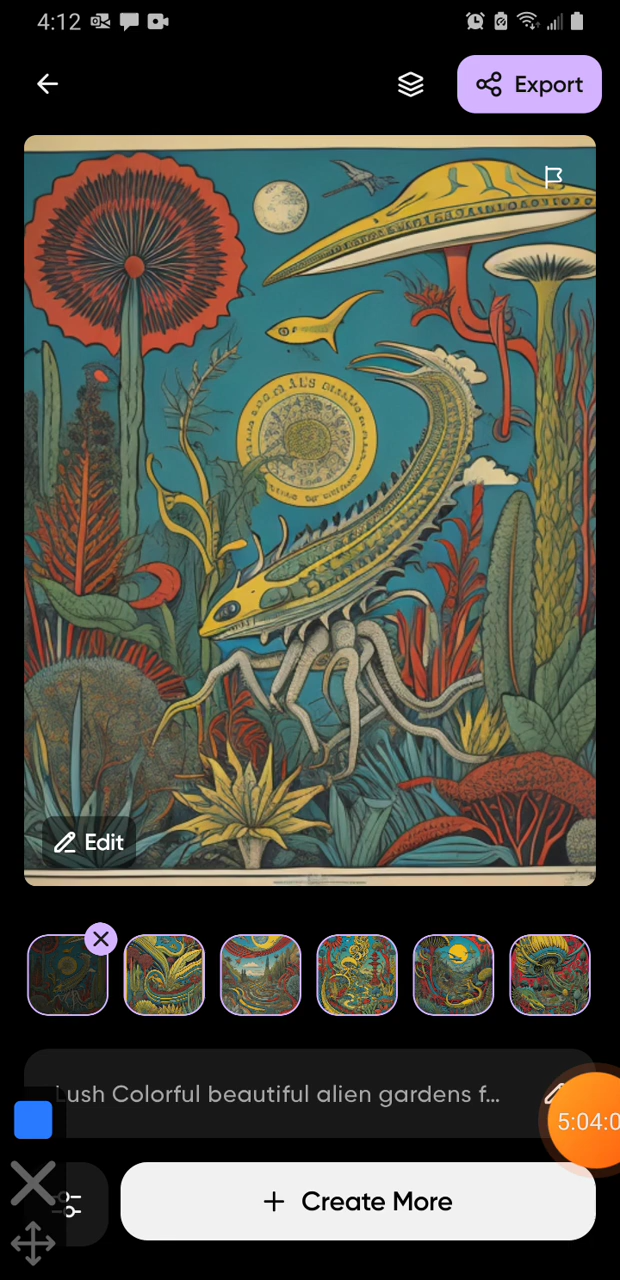 4:12
Export
Edit
Lush Colorful beautiful alien gardens f...
5:04:0
+ Create More